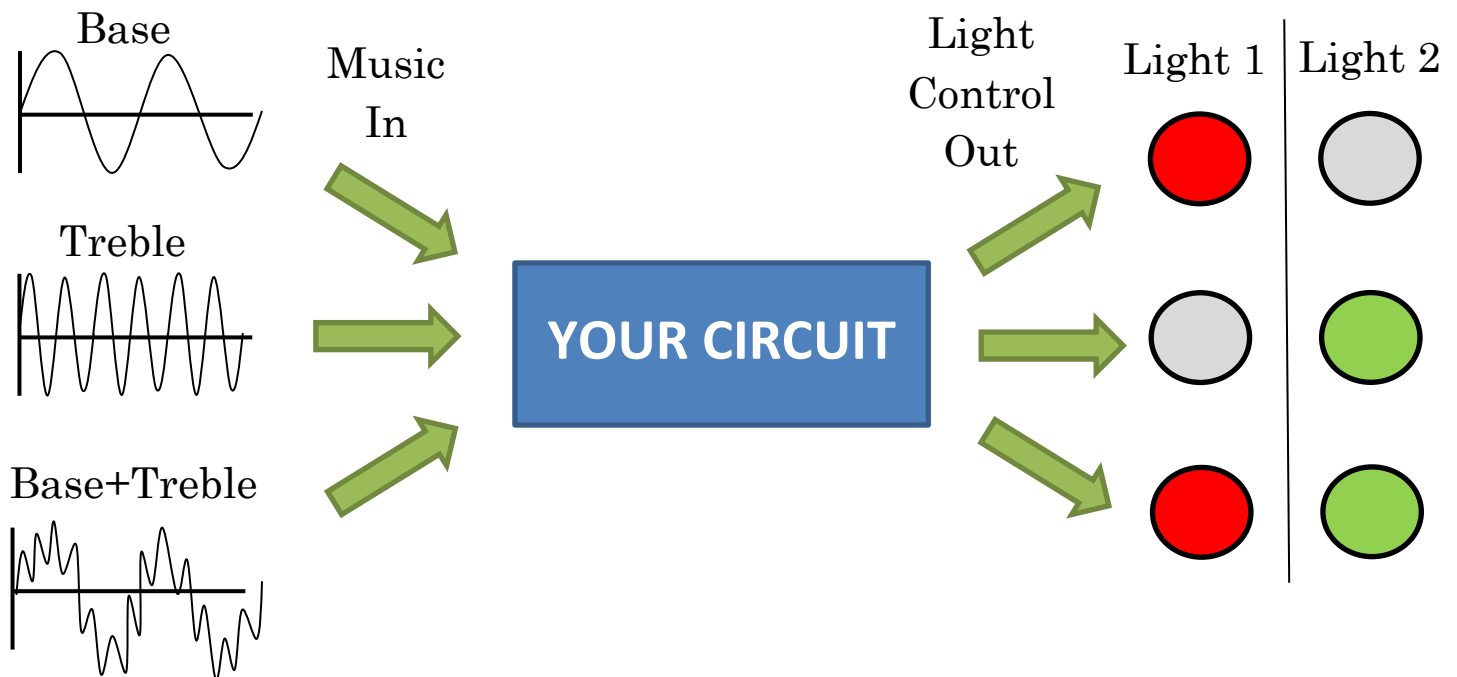 Base
Music
In
Light
Control
Out
Light 1
Light 2
Treble
YOUR CIRCUIT
Base+Treble